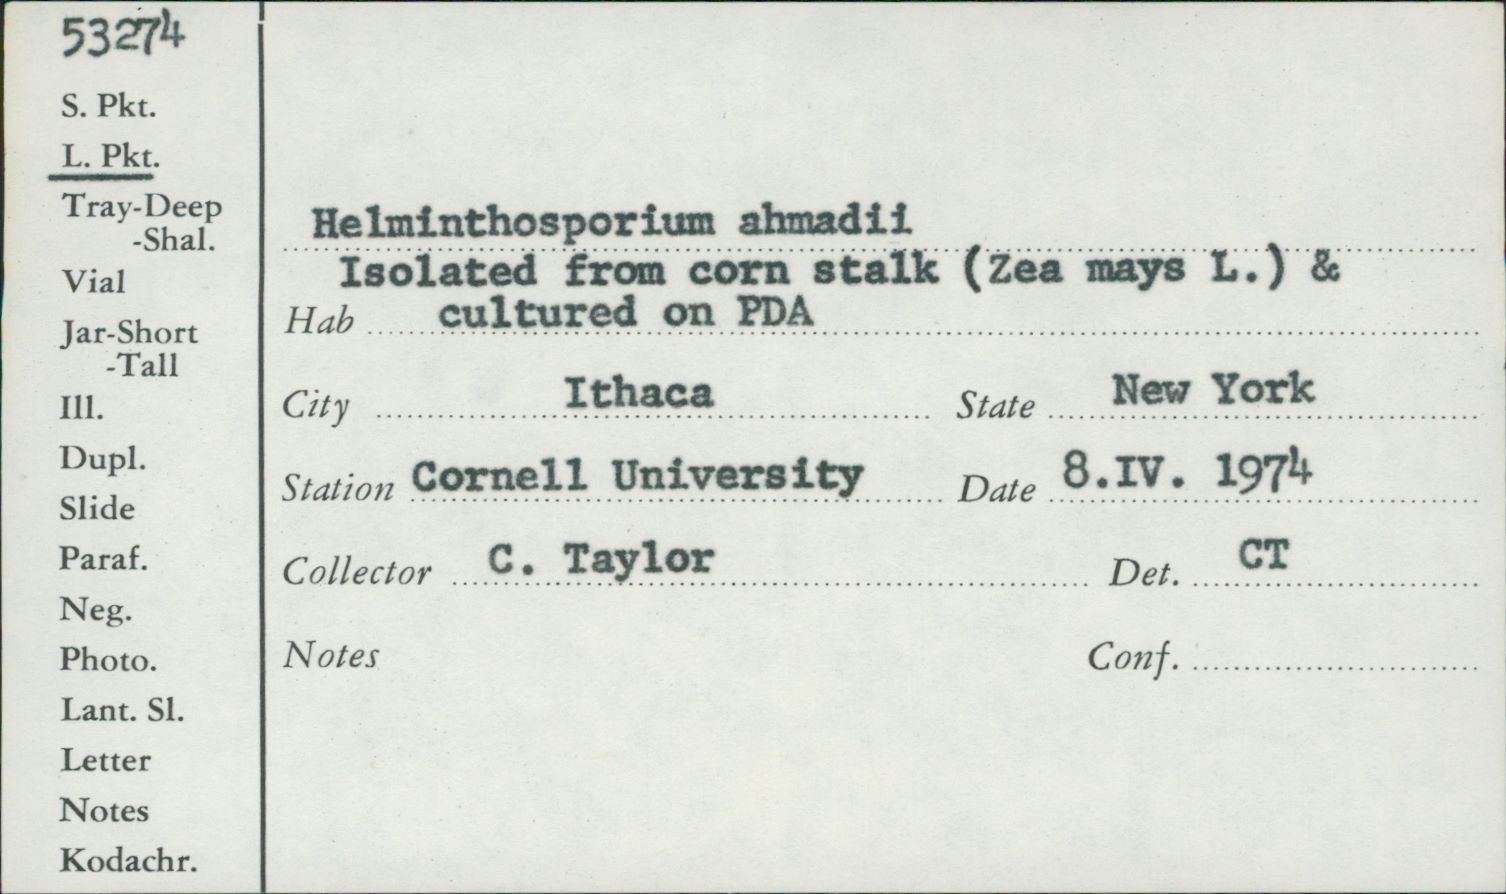 53274
S. Pkt.
L. Pkt.
Tray-Deep
-Shal.
Vial
Jar-Short
-Tall
Ill.
Dupl.
Slide
Paraf.
Neg.
Photo.
Lant. Sl.
Letter
Notes
Kodachr.
Helminthosporium ahmadii
Isolated from corn stalk (Zea mays L.) &
Hab cultured on PDA
City Ithaca State New York
Station Cornell University Date 8.IV. 1974
Collector C. Taylor Det. CT
Notes Conf.